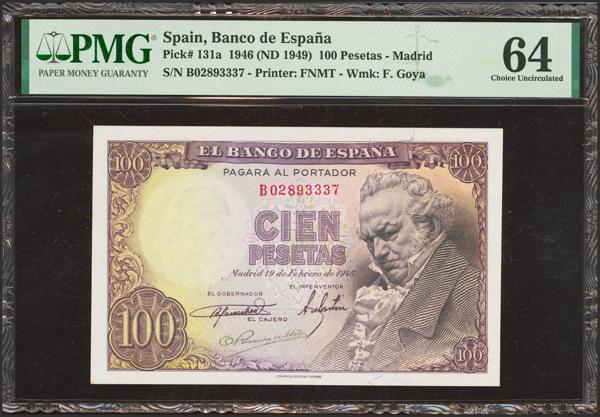 PMG
PAPER MONEY GUARANTY
Spain, Banco de España
Pick# 131a 1946 (ND 1949) 100 Pesetas - Madrid
S/N B02893337 - Printer: FNMT - Wmk: F. Goya
64
Choice Uncirculated
100
EL BANCO DE ESPAÑA
100
PAGARÁ AL PORTADOR
B02893337
CIEN
PESETAS
Madrid 19 de Febrero de 1946
EL GOBERNADOR
EL INTERVENTOR
EL CAJERO
100
100